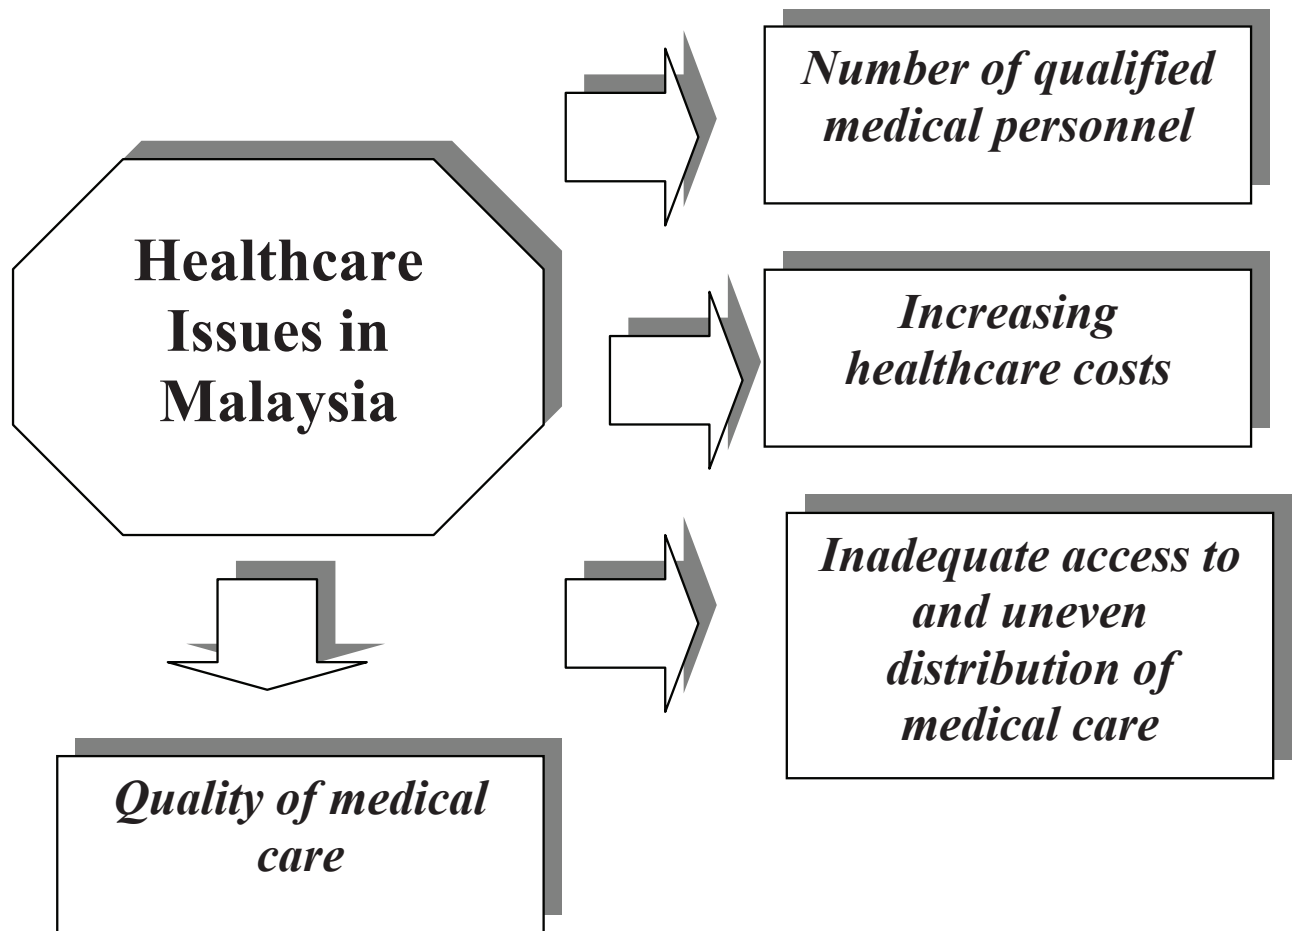 Healthcare
Issues in
Malaysia
Number of qualified
medical personnel
Increasing
healthcare costs
Inadequate access to
and uneven
distribution of
medical care
Quality of medical
care